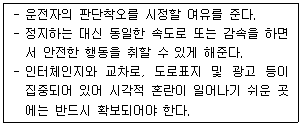 - 운전자의 판단착오를 시정할 여유를 준다.
- 정지하는 대신 동일한 속도로 또는 감속을 하면
서 안전한 행동을 취할 수 있게 해준다.
- 인터체인지와 교차로, 도로표지 및 광고 등이
집중되어 있어 시각적 혼란이 일어나기 쉬운 곳
에는 반드시 확보되어야 한다.